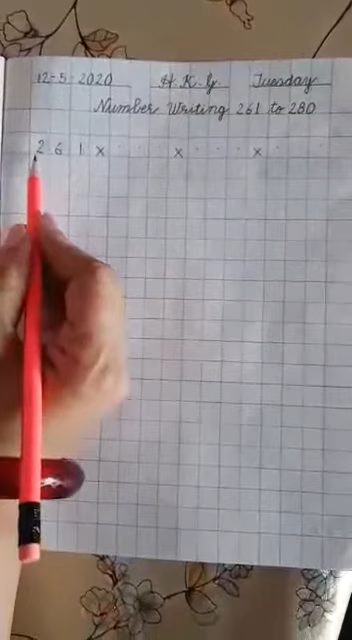 12-5-2020 H.K.G. Tuesday
Number Writing 261 to 280
2 6 1 x x x